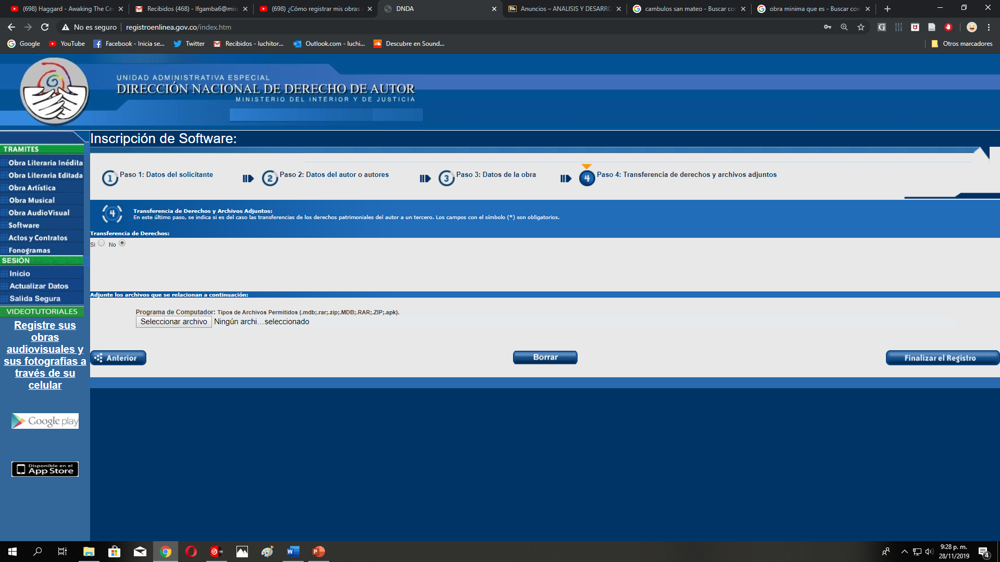 (698) Haggard - Awaking The Ce
Recibidos (468) - lfgamba6@mis
(698) ¿Cómo registrar mis obras
DNDA
Anuncios – ANALISIS Y DESARRO
cambulos san mateo - Buscar co
obra minima que es - Buscar con
No es seguro
registroenlinea.gov.co/index.htm
Google
YouTube
Facebook - Inicia se...
Twitter
Recibidos - luchitor...
Outlook.com - luchi...
Descubre en Sound...
Otros marcadores
UNIDAD ADMINISTRATIVA ESPECIAL
DIRECCIÓN NACIONAL DE DERECHO DE AUTOR
MINISTERIO DEL INTERIOR Y DE JUSTICIA
Inscripción de Software:
TRAMITES
Obra Literaria Inédita
Obra Literaria Editada
Obra Artística
Obra Musical
Obra AudioVisual
Software
Actos y Contratos
Fonogramas
SESIÓN
Inicio
Actualizar Datos
Salida Segura
VIDEOTUTORIALES
Registre sus
obras
audiovisuales y
sus fotografías a
través de su
celular
Google play
Disponible en el
App Store
1 Paso 1: Datos del solicitante
2 Paso 2: Datos del autor o autores
3 Paso 3: Datos de la obra
4 Paso 4: Transferencia de derechos y archivos adjuntos
4
Transferencia de Derechos y Archivos Adjuntos:
En este último paso, se indica si es del caso las transferencias de los derechos patrimoniales del autor a un tercero. Los campos con el símbolo (*) son obligatorios.
Transferencia de Derechos:
Si No
Adjunte los archivos que se relacionan a continuación:
Programa de Computador: Tipos de Archivos Permitidos (.mdb;.rar;.zip;.MDB;.RAR;.ZIP;.apk).
Seleccionar archivo Ningún archi...seleccionado
Anterior
Borrar
Finalizar el Registro
9:28 p. m.
28/11/2019
4